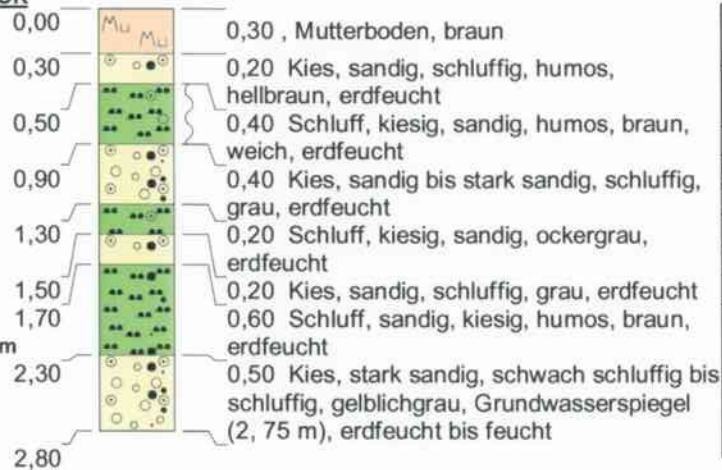 0,00
0,30 , Mutterboden, braun
0,30
0,20 Kies, sandig, schluffig, humos,
hellbraun, erdfeucht
0,50
0,40 Schluff, kiesig, sandig, humos, braun,
weich, erdfeucht
0,90
0,40 Kies, sandig bis stark sandig, schluffig,
grau, erdfeucht
1,30
0,20 Schluff, kiesig, sandig, ockergrau,
erdfeucht
1,50
0,20 Kies, sandig, schluffig, grau, erdfeucht
1,70
0,60 Schluff, sandig, kiesig, humos, braun,
erdfeucht
m
2,30
0,50 Kies, stark sandig, schwach schluffig bis
schluffig, gelblichgrau, Grundwasserspiegel
(2, 75 m), erdfeucht bis feucht
2,80
Mu
Mu